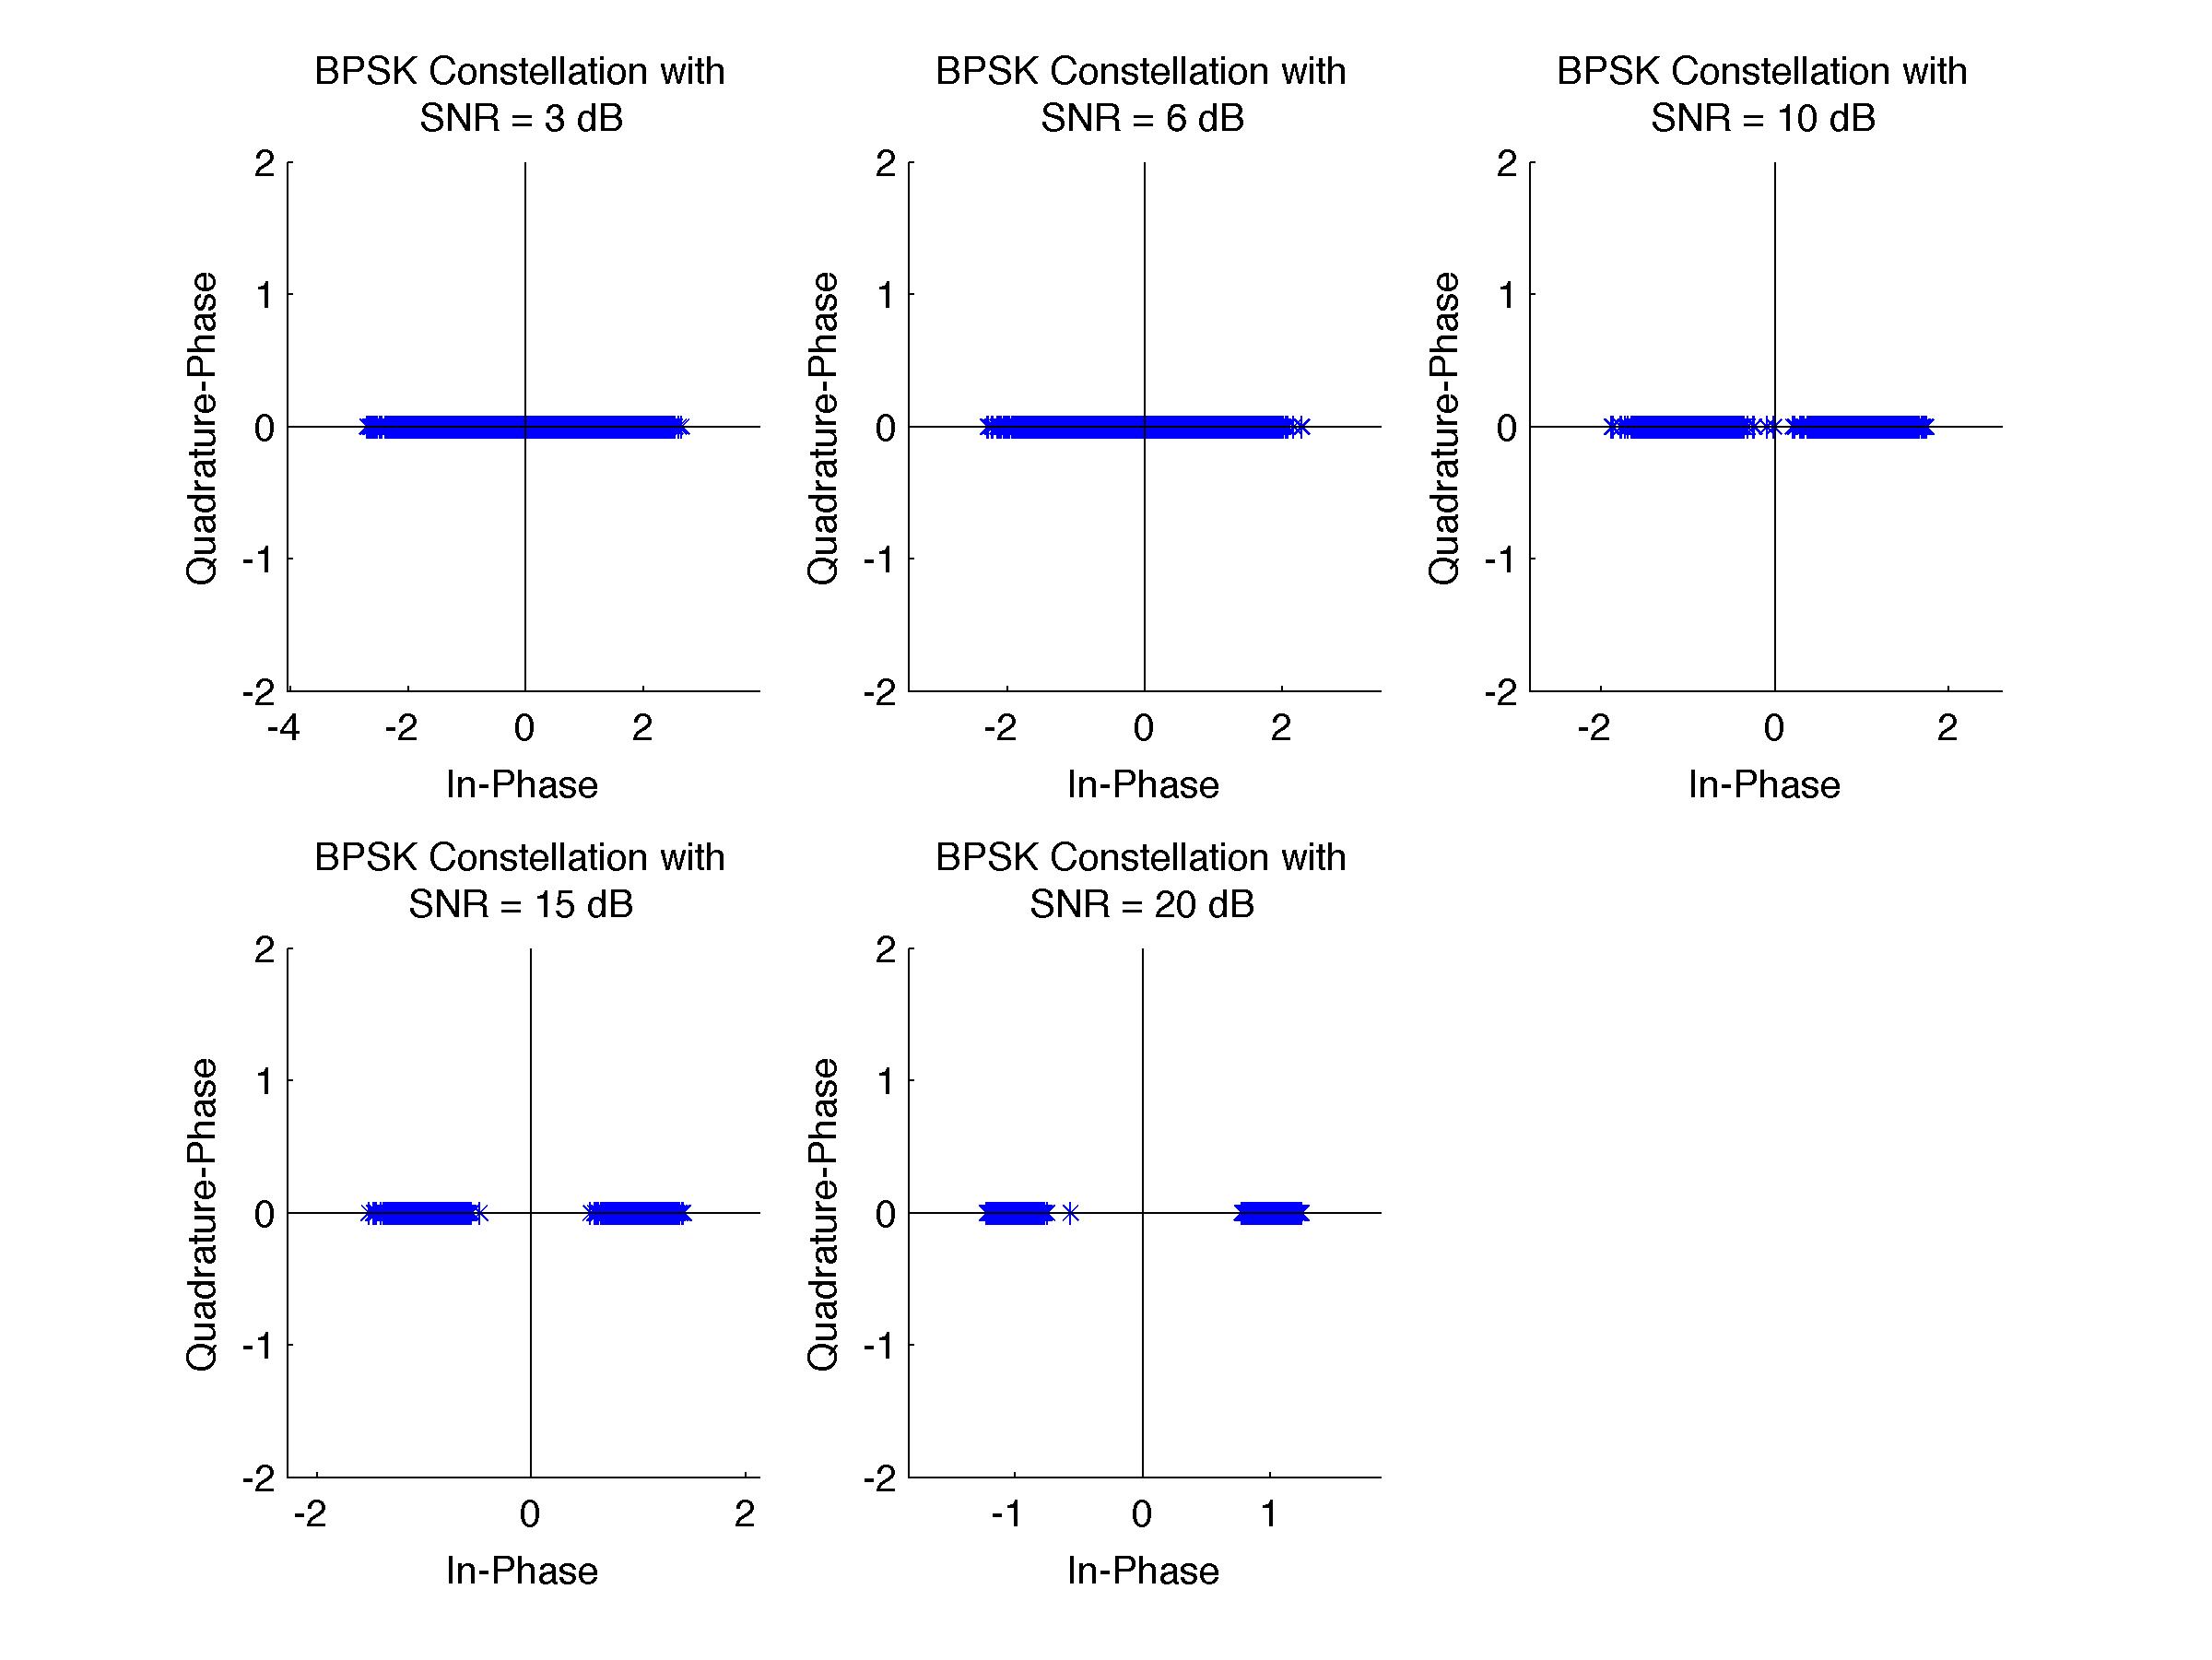 BPSK Constellation with
SNR = 3 dB
2
1
0
-1
-2
Quadrature-Phase
-4
-2
0
2
In-Phase
BPSK Constellation with
SNR = 6 dB
2
1
0
-1
-2
Quadrature-Phase
-2
0
2
In-Phase
BPSK Constellation with
SNR = 10 dB
2
1
0
-1
-2
Quadrature-Phase
-2
0
2
In-Phase
BPSK Constellation with
SNR = 15 dB
2
1
0
-1
-2
Quadrature-Phase
-2
0
2
In-Phase
BPSK Constellation with
SNR = 20 dB
2
1
0
-1
-2
Quadrature-Phase
-1
0
1
In-Phase